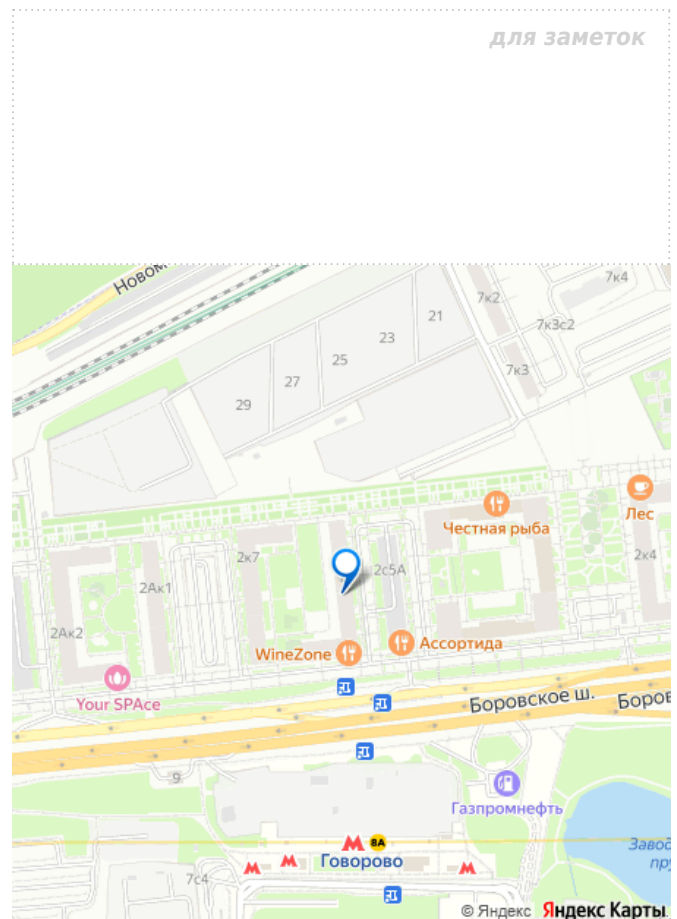 для заметок
Новом
7к4
7к2
21
7к3с2
23
25
7к3
27
29
Честная рыба
Лес
2к7
2с5А
2к4
2Ак1
2Ак2
WineZone
Ассортида
Your SPAce
Боровское ш.
Боров
9
Газпромнефть
8А
Говорово
Завод
пру
7с4
© Яндекс Яндекс Карты